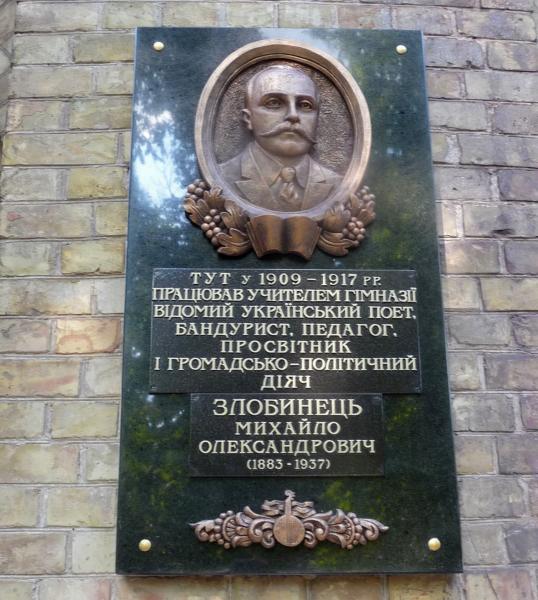 ТУТ у 1909 – 1917 РР.
ПРАЦЮВАВ УЧИТЕЛЕМ ГІМНАЗІЇ
ВІДОМИЙ УКРАЇНСЬКИЙ ПОЕТ,
БАНДУРИСТ, ПЕДАГОГ,
ПРОСВІТНИК
І ГРОМАДСЬКО–ПОЛІТИЧНИЙ
ДІЯЧ
ЗЛОБИНЕЦЬ
МИХАЙЛО
ОЛЕКСАНДРОВИЧ
(1883 - 1937)